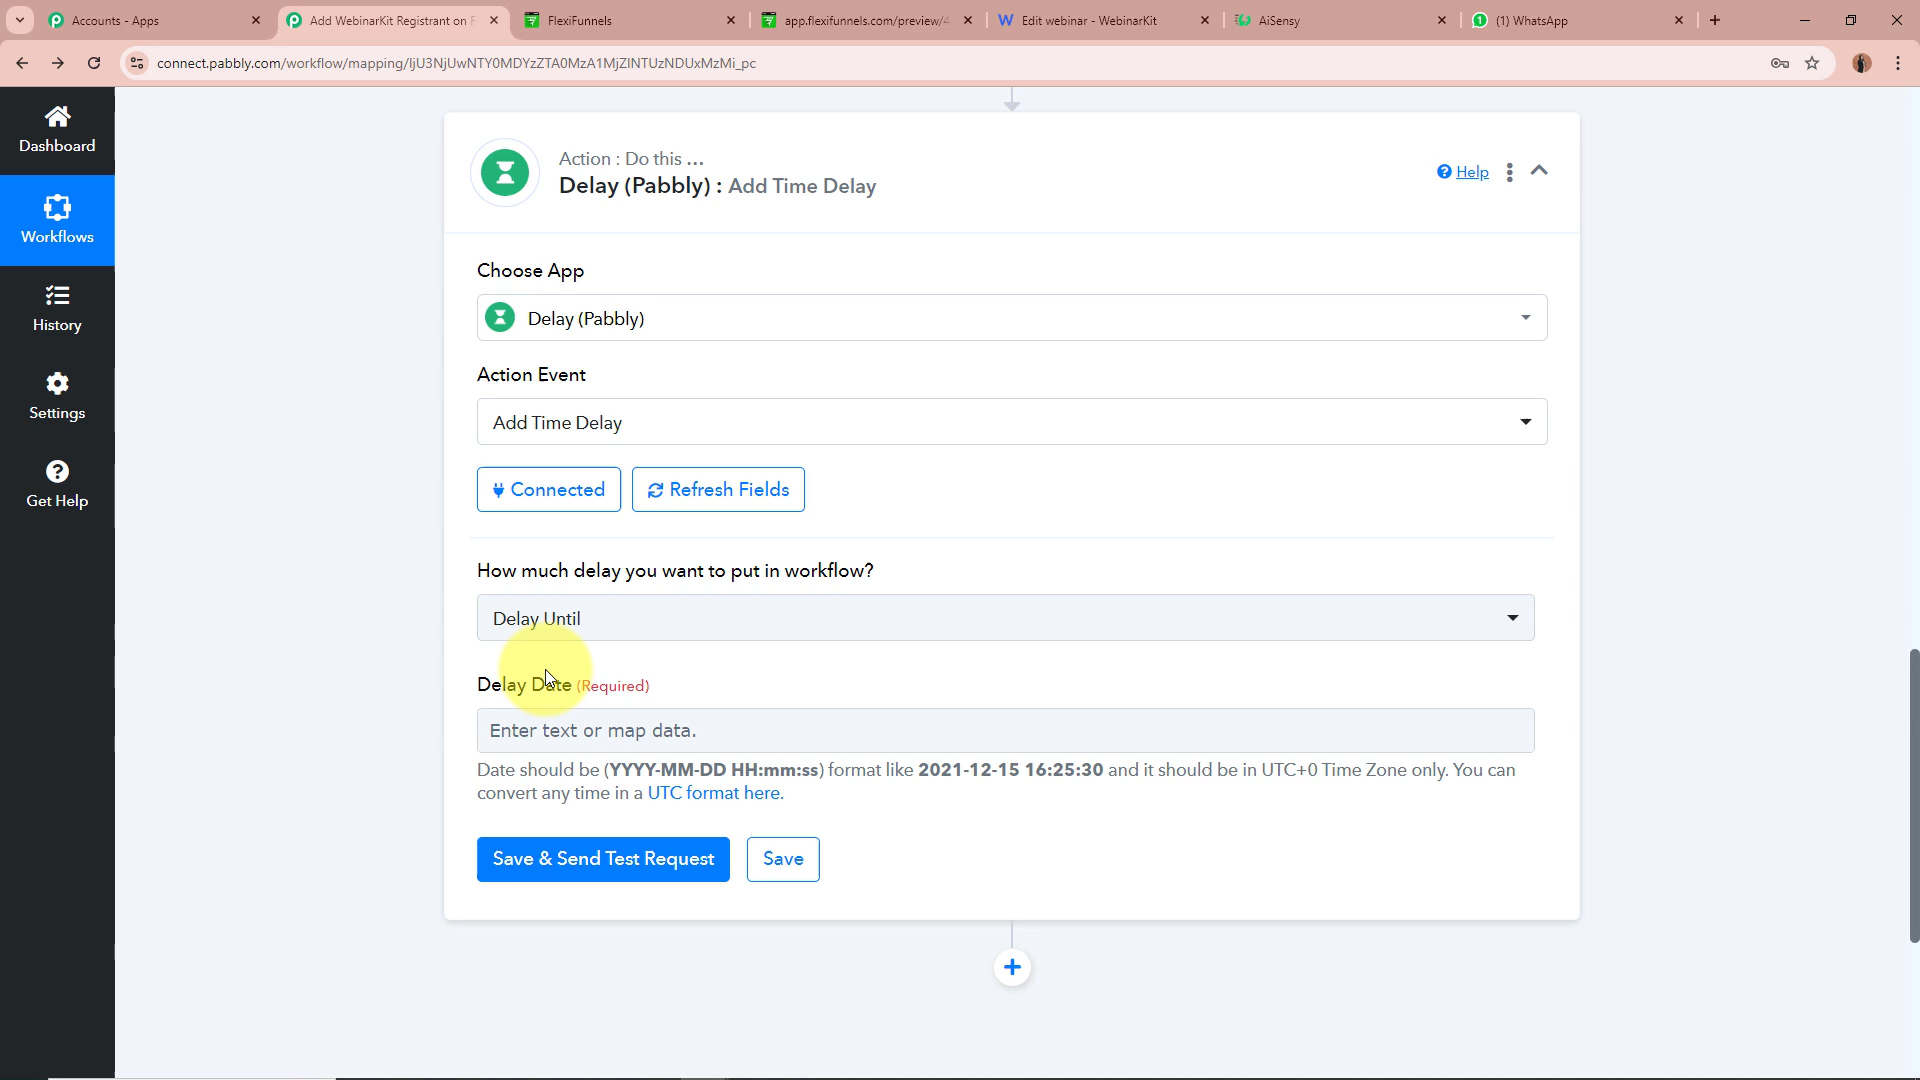 Accounts - Apps
Add WebinarKit Registrant on F
FlexiFunnels
app.flexifunnels.com/preview/4
Edit webinar - WebinarKit
AiSensy
(1) WhatsApp
connect.pabbly.com/workflow/mapping/IjU3NjUwNTY0MDYzZTA0MzA1MjZlNTUzNDUxMzMi_pc
Dashboard
Workflows
History
Settings
Get Help
Action : Do this ...
Delay (Pabbly) : Add Time Delay
Help
Choose App
Delay (Pabbly)
Action Event
Add Time Delay
Connected
Refresh Fields
How much delay you want to put in workflow?
Delay Until
Delay Date (Required)
Enter text or map data.
Date should be (YYYY-MM-DD HH:mm:ss) format like 2021-12-15 16:25:30 and it should be in UTC+0 Time Zone only. You can
convert any time in a UTC format here.
Save & Send Test Request
Save